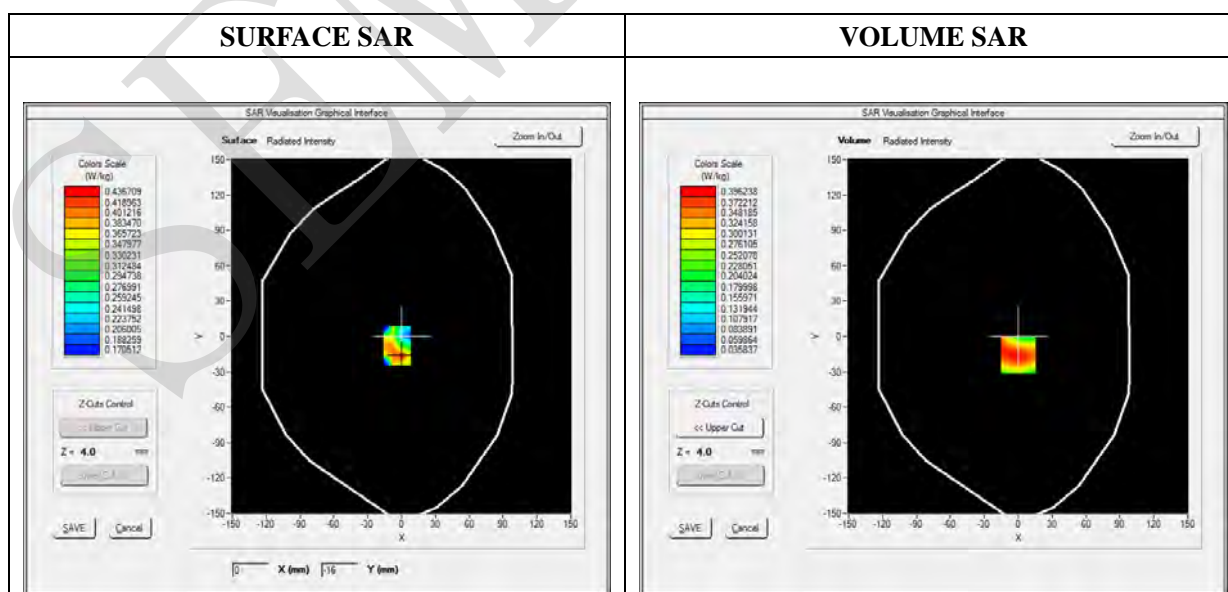 SURFACE SAR
VOLUME SAR
SAR Visualisation Graphical Interface
Surface Radiated Intensity
Zoom In/Out
Colors Scale
(W/kg)
0.436709
0.418963
0.401216
0.383470
0.365723
0.347977
0.330231
0.312484
0.294738
0.276991
0.259245
0.241498
0.223752
0.206005
0.188259
0.170512
150
120
90
60
30
0
-30
-60
-90
-120
-150
Y
-150 -120 -90 -60 -30 0 30 60 90 120 150
X
Z-Cuts Control
<< Upper Cut
Z = 4.0 mm
SAVE
Cancel
0 X (mm) -16 Y (mm)
SAR Visualisation Graphical Interface
Volume Radiated Intensity
Zoom In/Out
Colors Scale
(W/kg)
0.396238
0.372212
0.348185
0.324158
0.300131
0.276105
0.252078
0.228051
0.204024
0.179998
0.155971
0.131944
0.107917
0.083891
0.059864
0.035837
150
120
90
60
30
0
-30
-60
-90
-120
-150
Y
-150 -120 -90 -60 -30 0 30 60 90 120 150
X
Z-Cuts Control
<< Upper Cut
Z = 4.0 mm
SAVE
Cancel